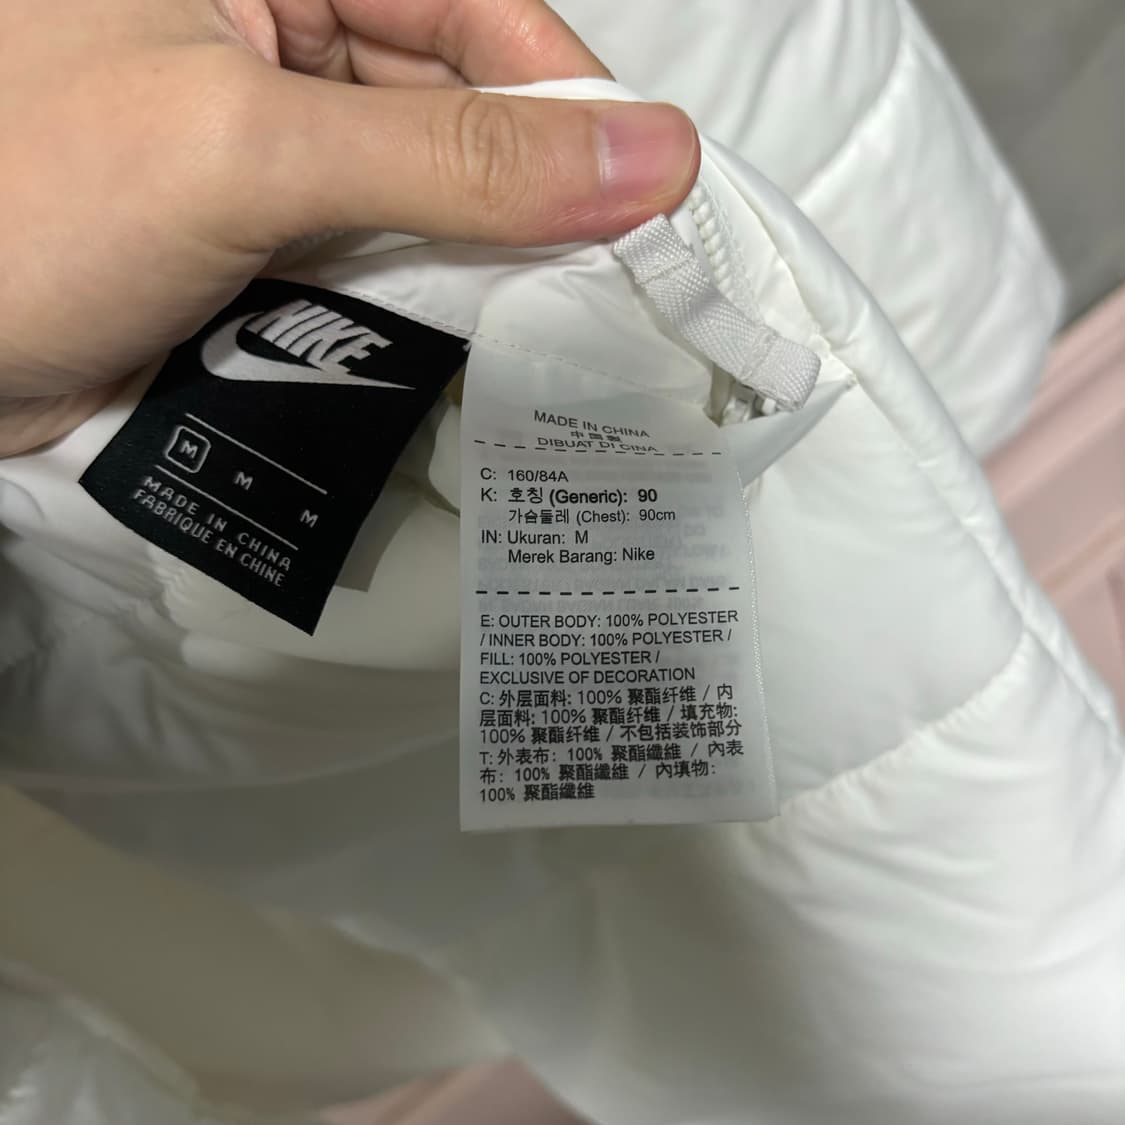 NIKE
M M M
MADE IN CHINA
FABRIQUE EN CHINE
MADE IN CHINA
中國製
DIBUAT DI CINA
C: 160/84A
K: 호칭 (Generic): 90
가슴둘레 (Chest): 90cm
IN: Ukuran: M
Merek Barang: Nike
E: OUTER BODY: 100% POLYESTER
/ INNER BODY: 100% POLYESTER /
FILL: 100% POLYESTER /
EXCLUSIVE OF DECORATION
C: 外层面料: 100% 聚酯纤维 / 内
层面料: 100% 聚酯纤维 / 填充物:
100% 聚酯纤维 / 不包括装饰部分
T: 外表布: 100% 聚酯纖維 / 內表
布: 100% 聚酯纖維 / 內填物:
100% 聚酯纖維